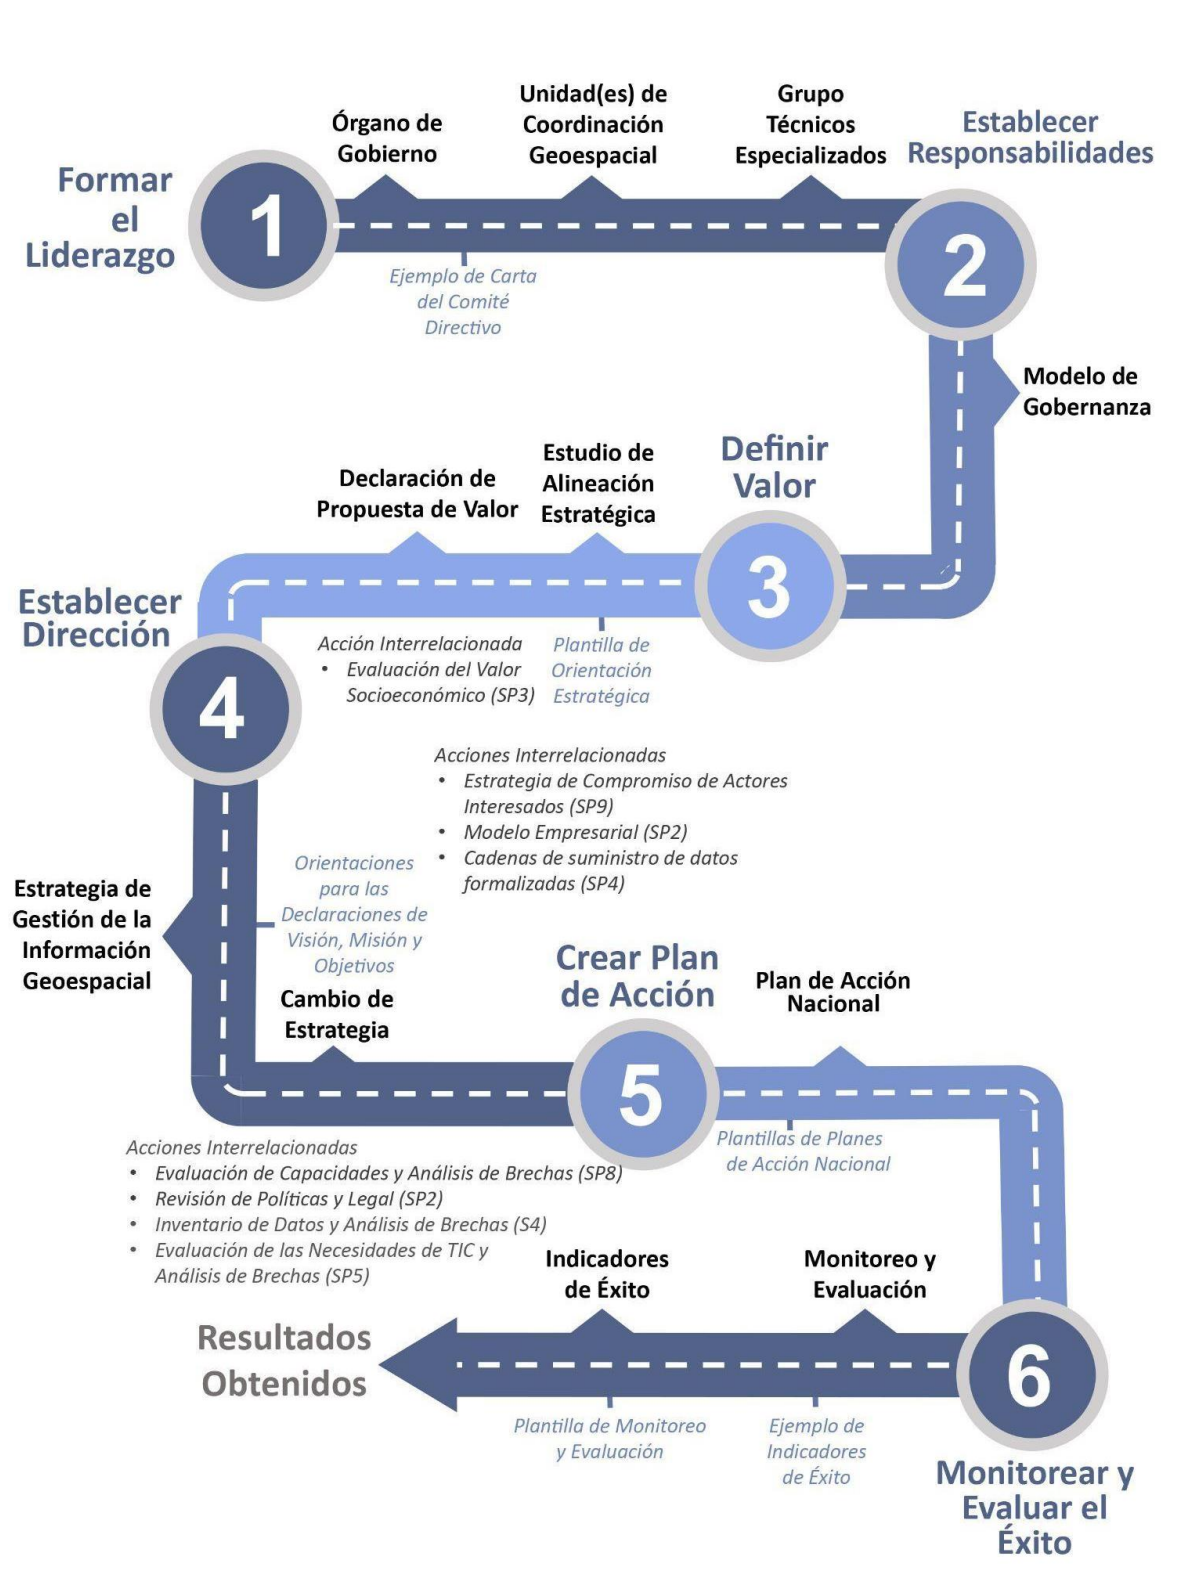 Formar
el
Liderazgo
1
Órgano de
Gobierno
Unidad(es) de
Coordinación
Geoespacial
Grupo
Técnicos
Especializados
Ejemplo de Carta
del Comité
Directivo
Establecer
Responsabilidades
2
Modelo de
Gobernanza
Definir
Valor
3
Estudio de
Alineación
Estratégica
Declaración de
Propuesta de Valor
Plantilla de
Orientación
Estratégica
Acción Interrelacionada
• Evaluación del Valor
Socioeconómico (SP3)
Establecer
Dirección
4
Acciones Interrelacionadas
• Estrategia de Compromiso de Actores
Interesados (SP9)
• Modelo Empresarial (SP2)
• Cadenas de suministro de datos
formalizadas (SP4)
Orientaciones
para las
Declaraciones de
Visión, Misión y
Objetivos
Estrategia de
Gestión de la
Información
Geoespacial
Cambio de
Estrategia
Acciones Interrelacionadas
• Evaluación de Capacidades y Análisis de Brechas (SP8)
• Revisión de Políticas y Legal (SP2)
• Inventario de Datos y Análisis de Brechas (S4)
• Evaluación de las Necesidades de TIC y
Análisis de Brechas (SP5)
Crear Plan
de Acción
5
Plan de Acción
Nacional
Plantillas de Planes
de Acción Nacional
6
Monitorear y
Evaluar el
Éxito
Monitoreo y
Evaluación
Indicadores
de Éxito
Ejemplo de
Indicadores
de Éxito
Plantilla de Monitoreo
y Evaluación
Resultados
Obtenidos